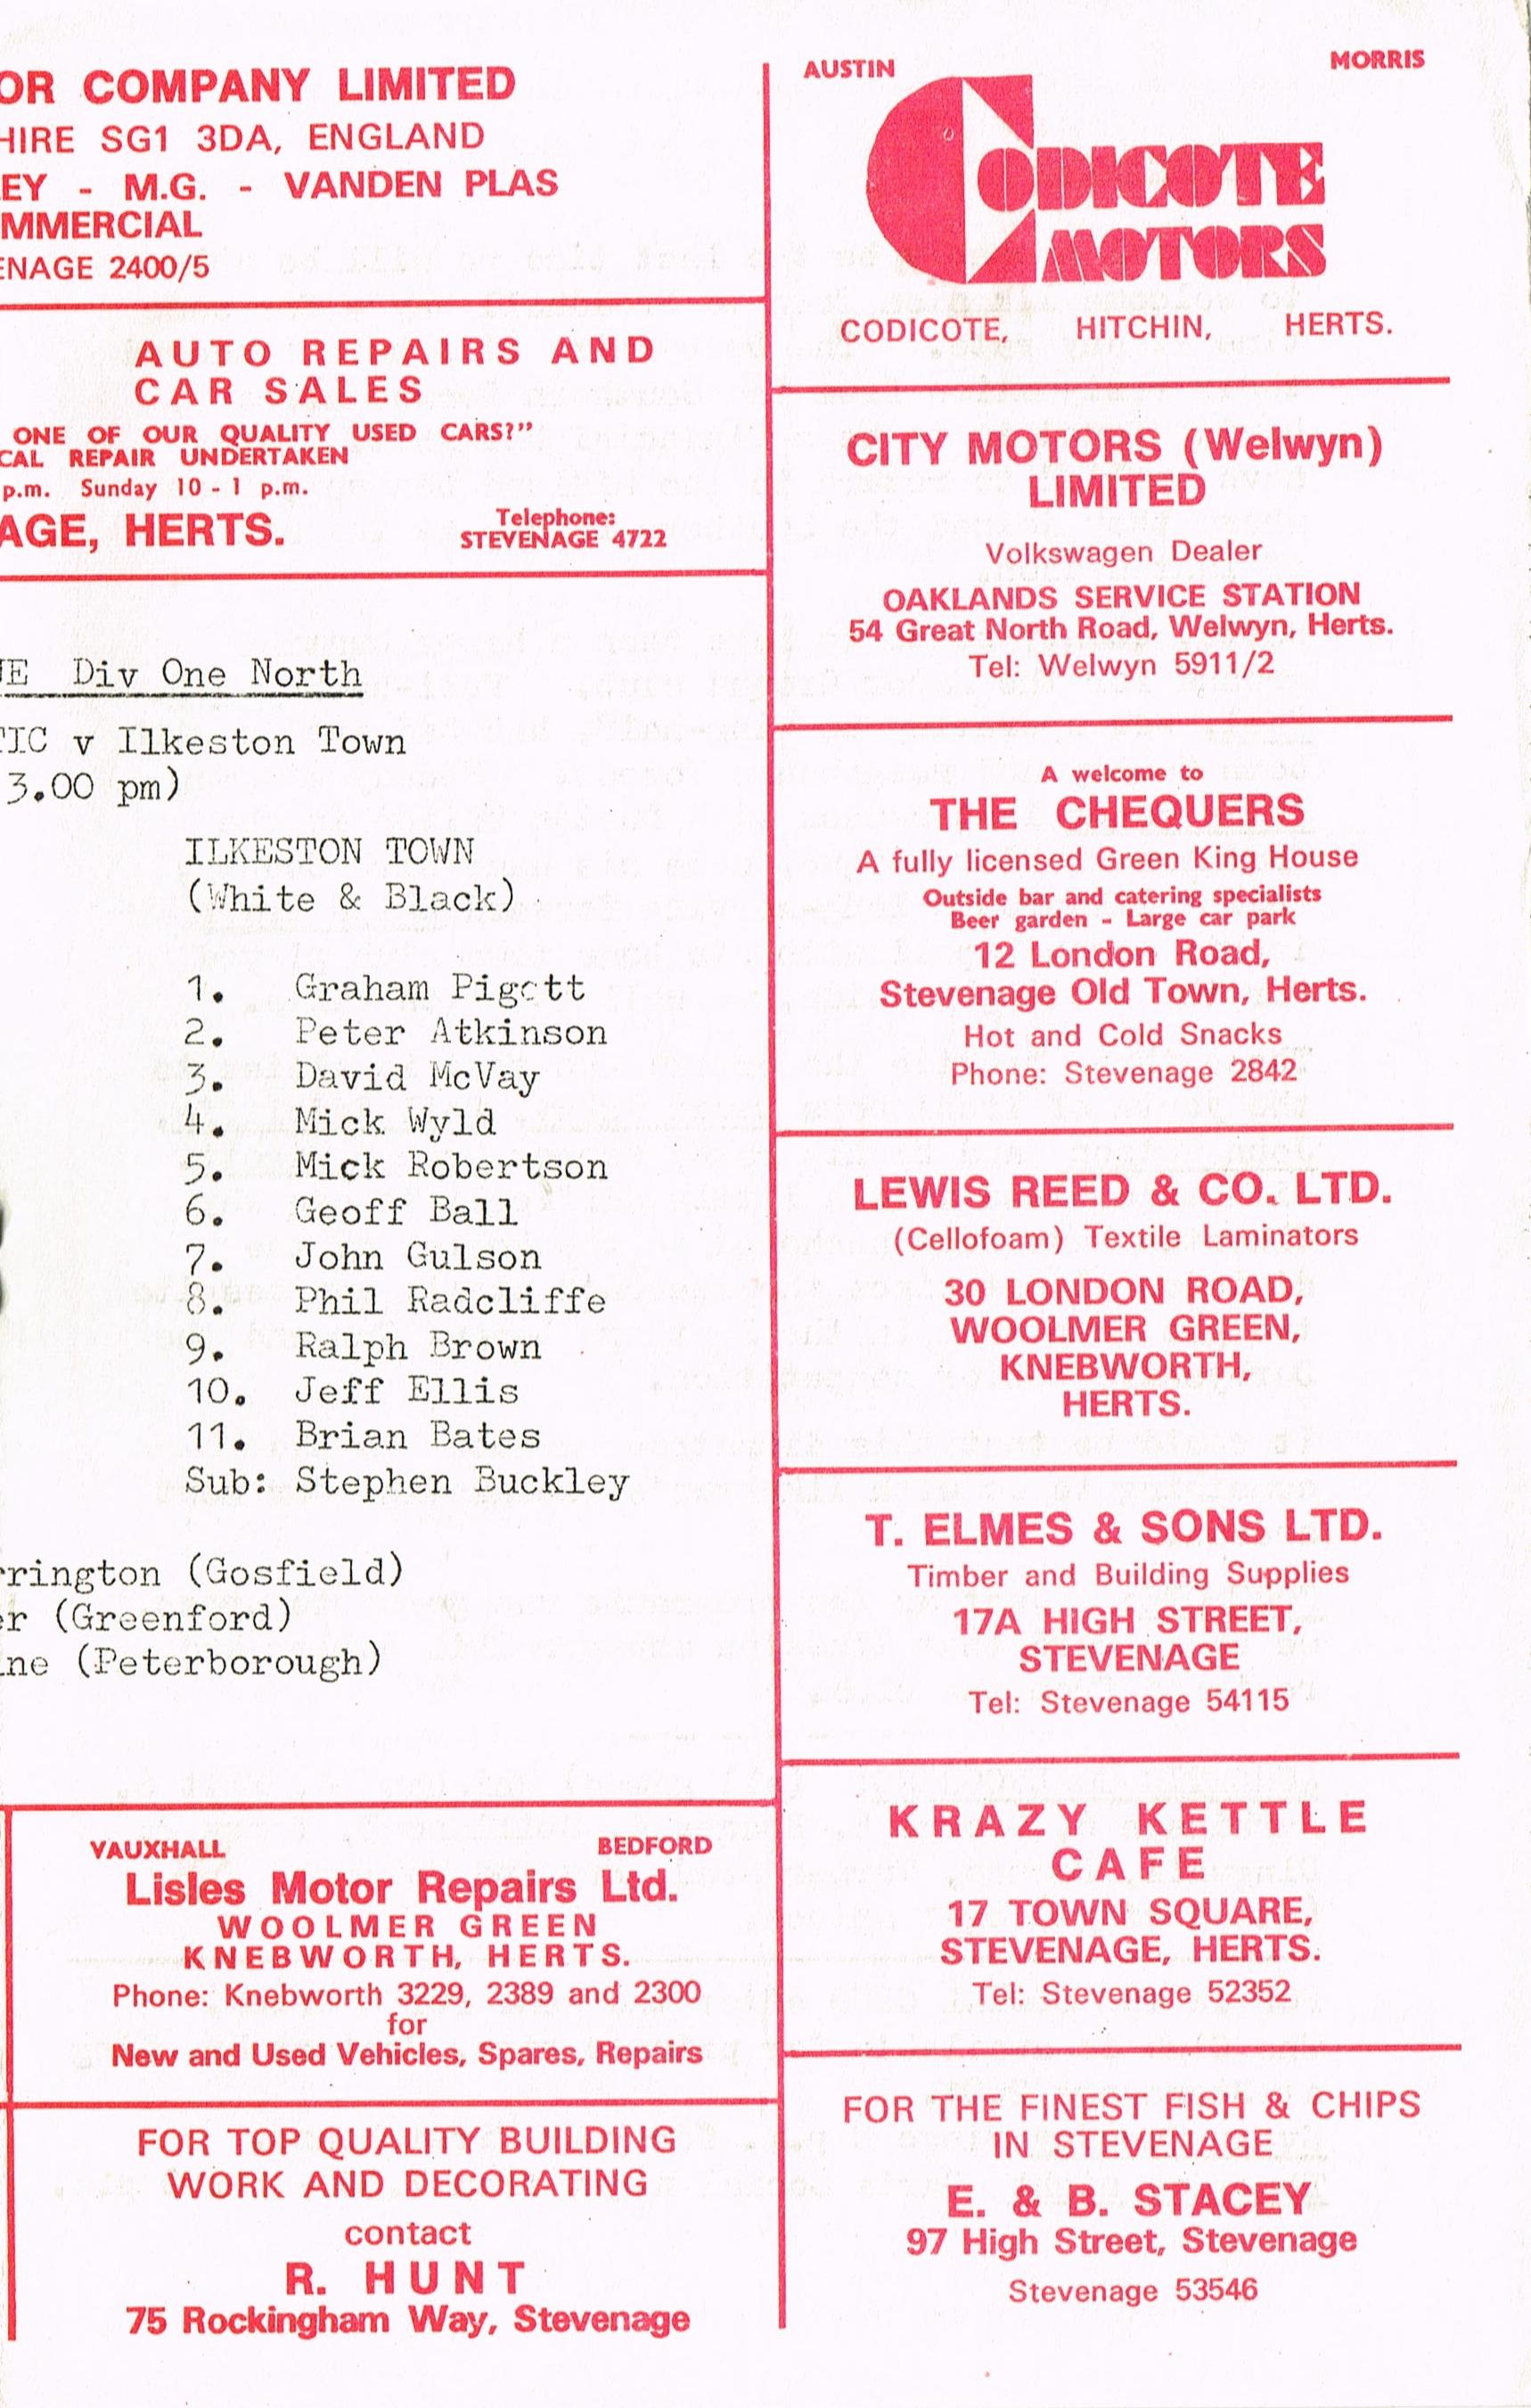 OR COMPANY LIMITED
HIRE SG1 3DA, ENGLAND
EY - M.G. - VANDEN PLAS
MMERCIAL
ENAGE 2400/5
AUTO REPAIRS AND
CAR SALES
ONE OF OUR QUALITY USED CARS?"
CAL REPAIR UNDERTAKEN
p.m. Sunday 10 - 1 p.m.
AGE, HERTS.
Telephone:
STEVENAGE 4722
UE Div One North
TIC v Ilkeston Town
3.00 pm)
ILKESTON TOWN
(White & Black)
1. Graham Pigott
2. Peter Atkinson
3. David McVay
4. Mick Wyld
5. Mick Robertson
6. Geoff Ball
7. John Gulson
8. Phil Radcliffe
9. Ralph Brown
10. Jeff Ellis
11. Brian Bates
Sub: Stephen Buckley
rrington (Gosfield)
er (Greenford)
ne (Peterborough)
VAUXHALL BEDFORD
Lisles Motor Repairs Ltd.
WOOLMER GREEN
KNEBWORTH, HERTS.
Phone: Knebworth 3229, 2389 and 2300
for
New and Used Vehicles, Spares, Repairs
FOR TOP QUALITY BUILDING
WORK AND DECORATING
contact
R. HUNT
75 Rockingham Way, Stevenage
AUSTIN MORRIS
CODICOTE
MOTORS
CODICOTE, HITCHIN, HERTS.
CITY MOTORS (Welwyn)
LIMITED
Volkswagen Dealer
OAKLANDS SERVICE STATION
54 Great North Road, Welwyn, Herts.
Tel: Welwyn 5911/2
A welcome to
THE CHEQUERS
A fully licensed Green King House
Outside bar and catering specialists
Beer garden - Large car park
12 London Road,
Stevenage Old Town, Herts.
Hot and Cold Snacks
Phone: Stevenage 2842
LEWIS REED & CO. LTD.
(Cellofoam) Textile Laminators
30 LONDON ROAD,
WOOLMER GREEN,
KNEBWORTH,
HERTS.
T. ELMES & SONS LTD.
Timber and Building Supplies
17A HIGH STREET,
STEVENAGE
Tel: Stevenage 54115
KRAZY KETTLE
CAFE
17 TOWN SQUARE,
STEVENAGE, HERTS.
Tel: Stevenage 52352
FOR THE FINEST FISH & CHIPS
IN STEVENAGE
E. & B. STACEY
97 High Street, Stevenage
Stevenage 53546